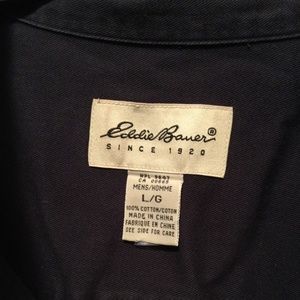 Eddie Bauer®
SINCE 1920
MENS/HOMME
L/G
100% COTTON/COTON
MADE IN CHINA
FABRIQUE EN CHINE
SEE SIDE FOR CARE